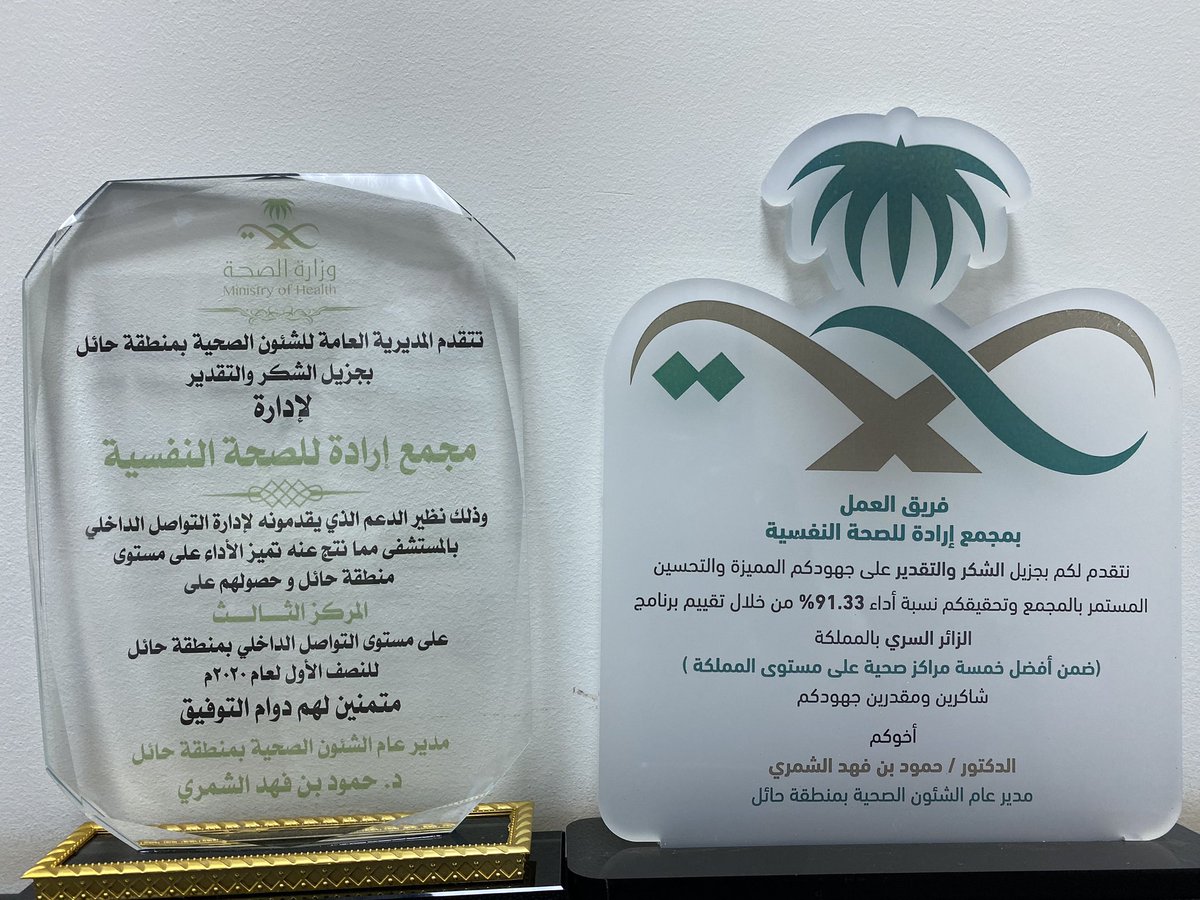 وزارة الصحة
Ministry of Health
تتقدم المديرية العامة للشئون الصحية بمنطقة حائل
بجزيل الشكر والتقدير
لإدارة
مجمع إرادة للصحة النفسية
وذلك نظير الدعم الذي يقدمونه لإدارة التواصل الداخلي
بالمستشفى مما نتج عنه تميز الأداء على مستوى
منطقة حائل و حصولهم على
المركز الثالث
على مستوى التواصل الداخلي بمنطقة حائل
للنصف الأول لعام ٢٠٢٠م
متمنين لهم دوام التوفيق
مدير عام الشئون الصحية بمنطقة حائل
د. حمود بن فهد الشمري
فريق العمل
بمجمع إرادة للصحة النفسية
نتقدم لكم بجزيل الشكر والتقدير على جهودكم المميزة والتحسين
المستمر بالمجمع وتحقيقكم نسبة أداء 91.33% من خلال تقييم برنامج
الزائر السري بالمملكة
(ضمن أفضل خمسة مراكز صحية على مستوى المملكة )
شاكرين ومقدرين جهودكم
أخوكم
الدكتور / حمود بن فهد الشمري
مدير عام الشئون الصحية بمنطقة حائل